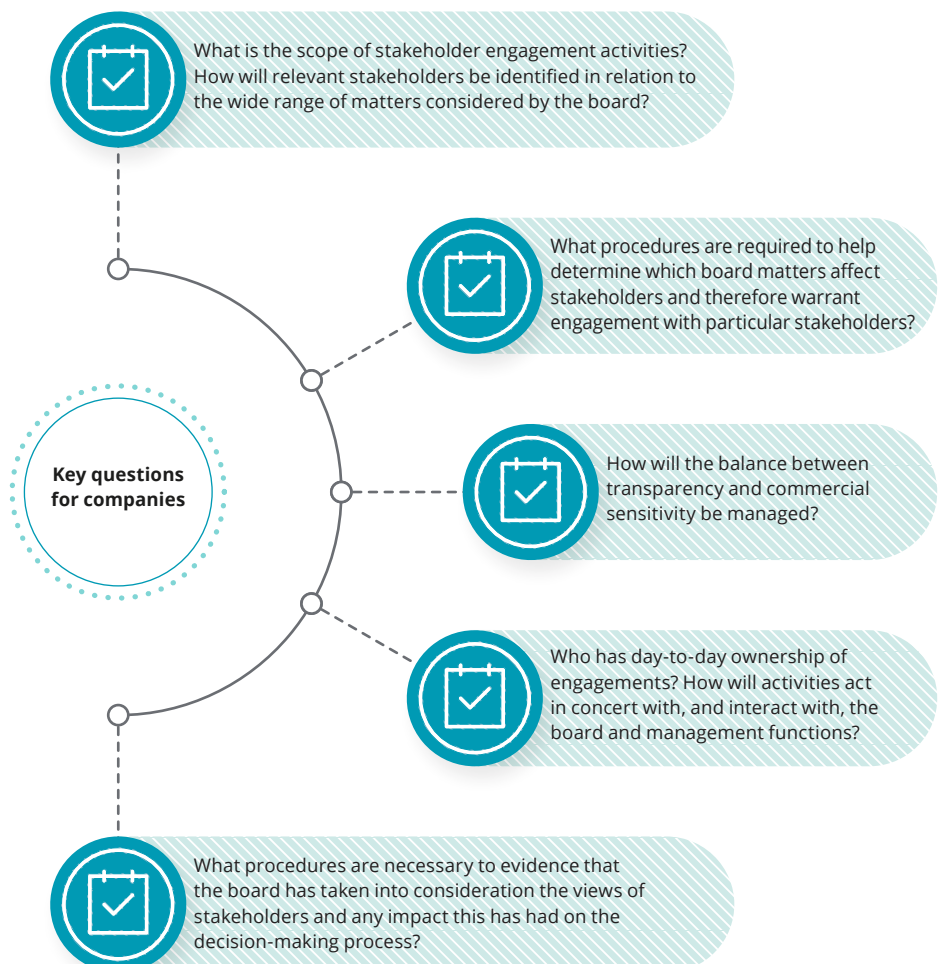 What is the scope of stakeholder engagement activities?
How will relevant stakeholders be identified in relation to
the wide range of matters considered by the board?
What procedures are required to help
determine which board matters affect
stakeholders and therefore warrant
engagement with particular stakeholders?
Key questions
for companies
How will the balance between
transparency and commercial
sensitivity be managed?
Who has day-to-day ownership of
engagements? How will activities act
in concert with, and interact with, the
board and management functions?
What procedures are necessary to evidence that
the board has taken into consideration the views of
stakeholders and any impact this has had on the
decision-making process?